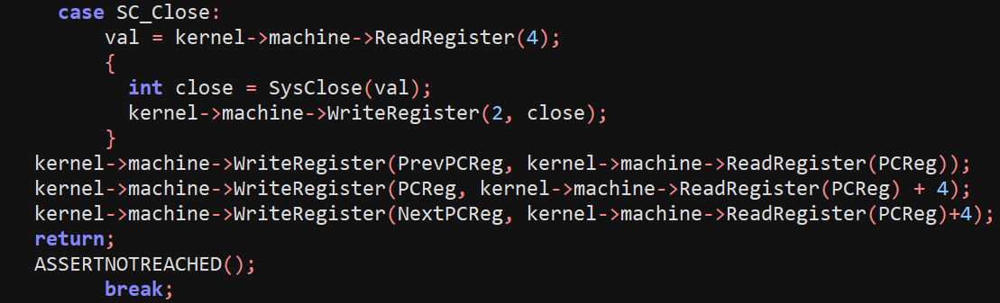 case SC_Close:
val = kernel->machine->ReadRegister(4);
{
int close = SysClose(val);
kernel->machine->WriteRegister(2, close);
}
kernel->machine->WriteRegister(PrevPCReg, kernel->machine->ReadRegister(PCReg));
kernel->machine->WriteRegister(PCReg, kernel->machine->ReadRegister(PCReg) + 4);
kernel->machine->WriteRegister(NextPCReg, kernel->machine->ReadRegister(PCReg)+4);
return;
ASSERTNOTREACHED();
break;